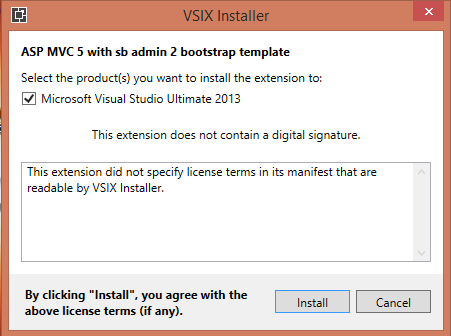 VSIX Installer
ASP MVC 5 with sb admin 2 bootstrap template
Select the product(s) you want to install the extension to:
Microsoft Visual Studio Ultimate 2013
This extension does not contain a digital signature.
This extension did not specify license terms in its manifest that are
readable by VSIX Installer.
By clicking "Install", you agree with the
above license terms (if any).
Install
Cancel